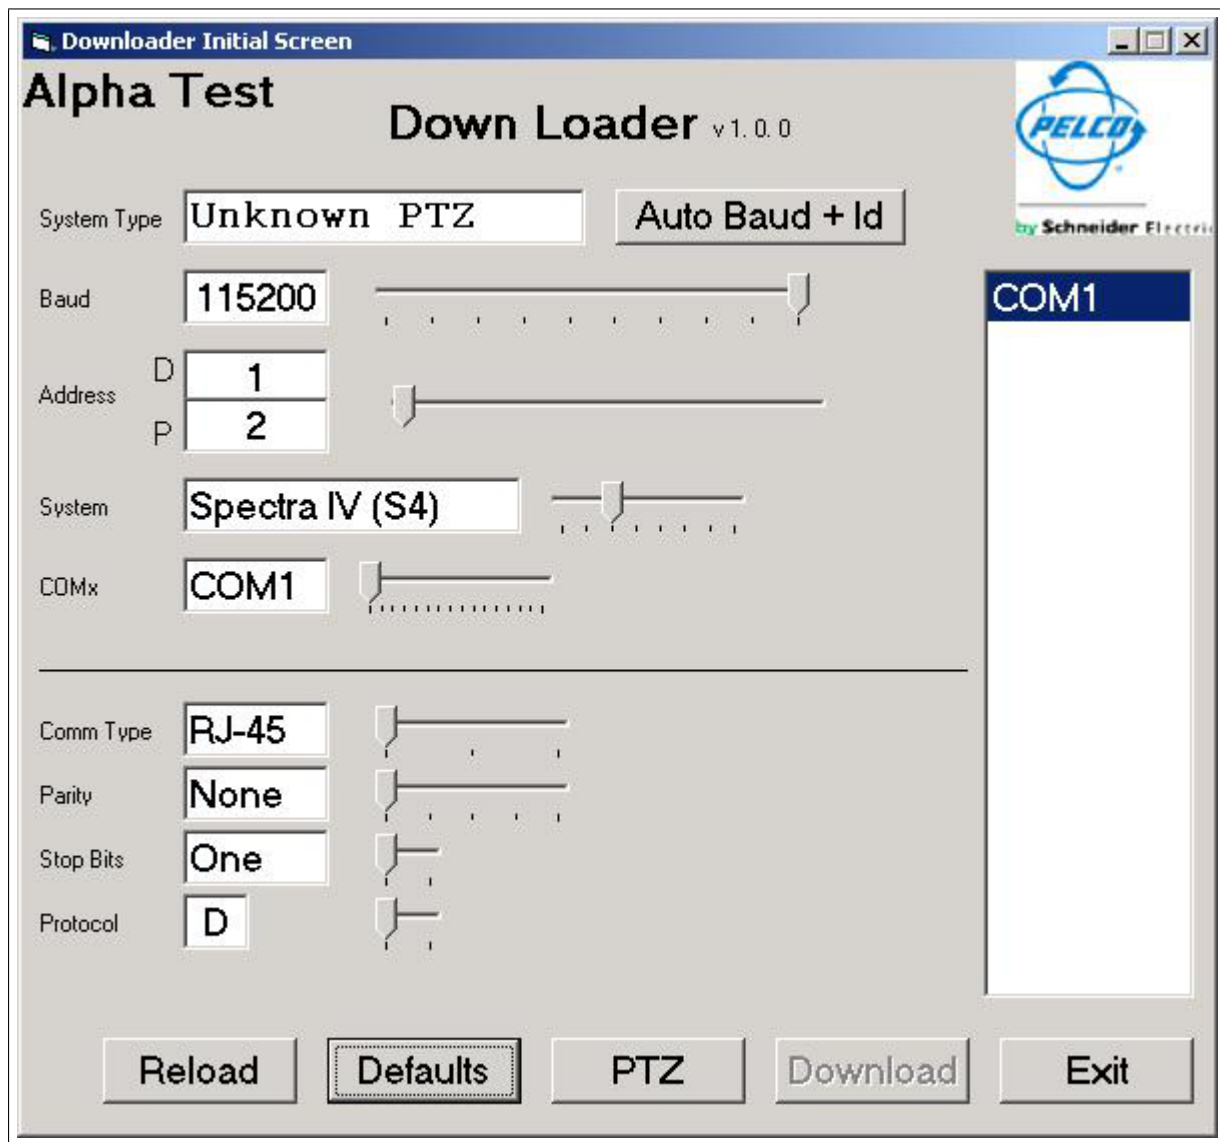 Downloader Initial Screen
Alpha Test
Down Loader v1.0.0
PELCO
by Schneider Electric
System Type Unknown PTZ Auto Baud + Id
Baud 115200
COM1
Address D 1
P 2
System Spectra IV (S4)
COMx COM1
Comm Type RJ-45
Parity None
Stop Bits One
Protocol D
Reload Defaults PTZ Download Exit